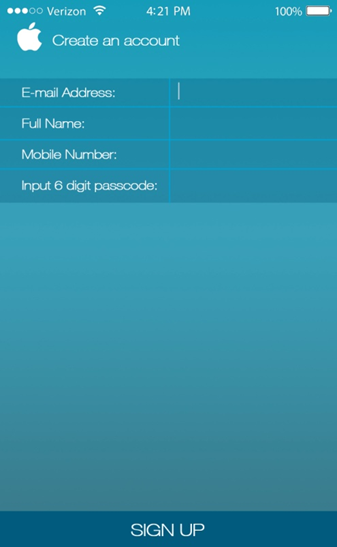 Verizon 4:21 PM 100%
Create an account
E-mail Address:
Full Name:
Mobile Number:
Input 6 digit passcode:
SIGN UP